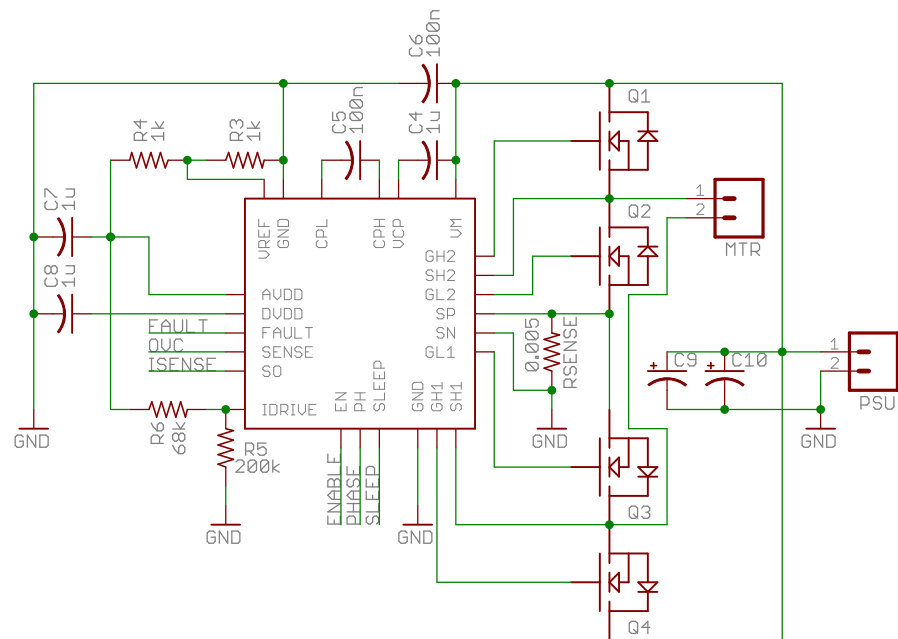 C6
100n
Q1
R4
1k
R3
1k
C5
100n
C4
1u
1
2
MTR
C7
1u
VREF
GND
CPL
CPH
VCP
VM
Q2
GH2
SH2
C8
1u
AVDD
GL2
DVDD
SP
FAULT
FAULT
SN
0.005
RSENSE
OVC
SENSE
GL1
1
2
PSU
ISENSE
SO
C9
C10
IDRIVE
EN
PH
SLEEP
GND
GH1
SH1
R6
68k
R5
200k
GND
GND
GND
ENABLE
PHASE
SLEEP
GND
GND
Q3
Q4